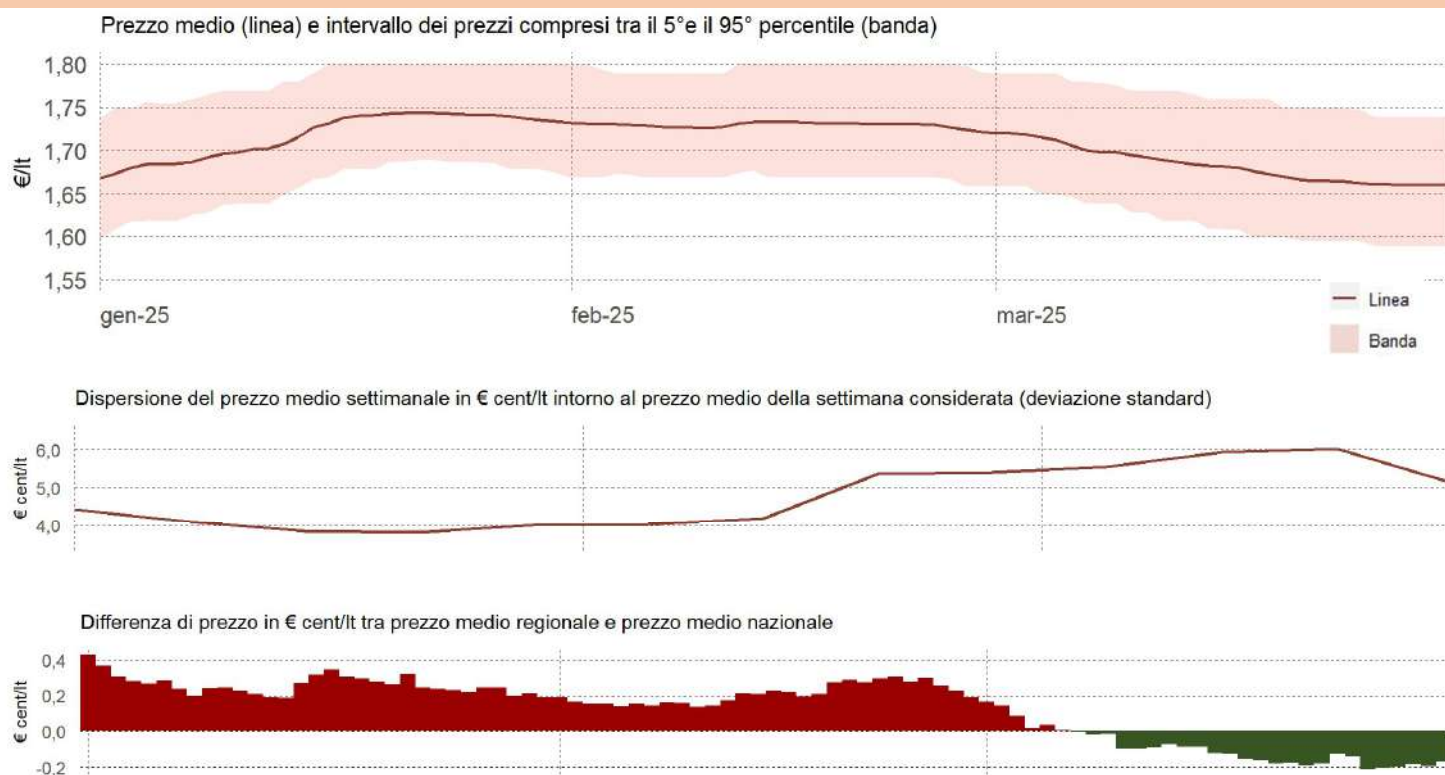 Prezzo medio (linea) e intervallo dei prezzi compresi tra il 5°e il 95° percentile (banda)
1,80
1,75
1,70
€/lt
1,65
1,60
1,55
gen-25 feb-25 mar-25
Linea
Banda
Dispersione del prezzo medio settimanale in € cent/lt intorno al prezzo medio della settimana considerata (deviazione standard)
6,0
€ cent/lt
5,0
4,0
Differenza di prezzo in € cent/lt tra prezzo medio regionale e prezzo medio nazionale
0,4
€ cent/lt
0,2
0,0
-0,2